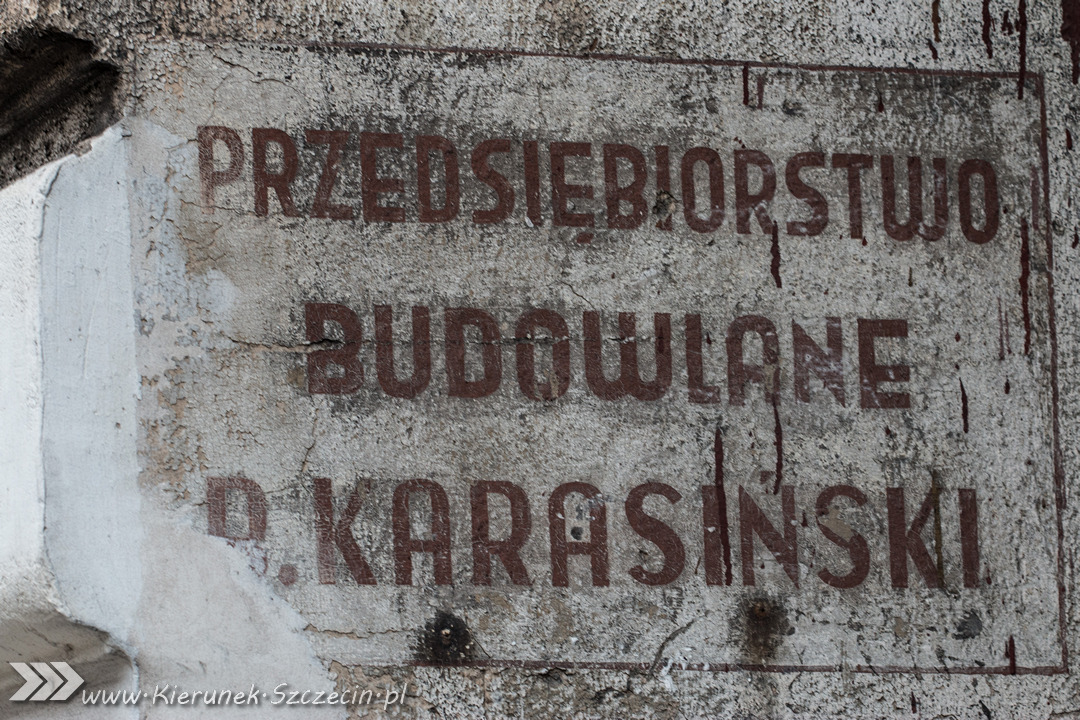 PRZEDSIĘBIORSTWO
BUDOWLANE
KARASIŃSKI
www.Kierunek.Szczecin.pl